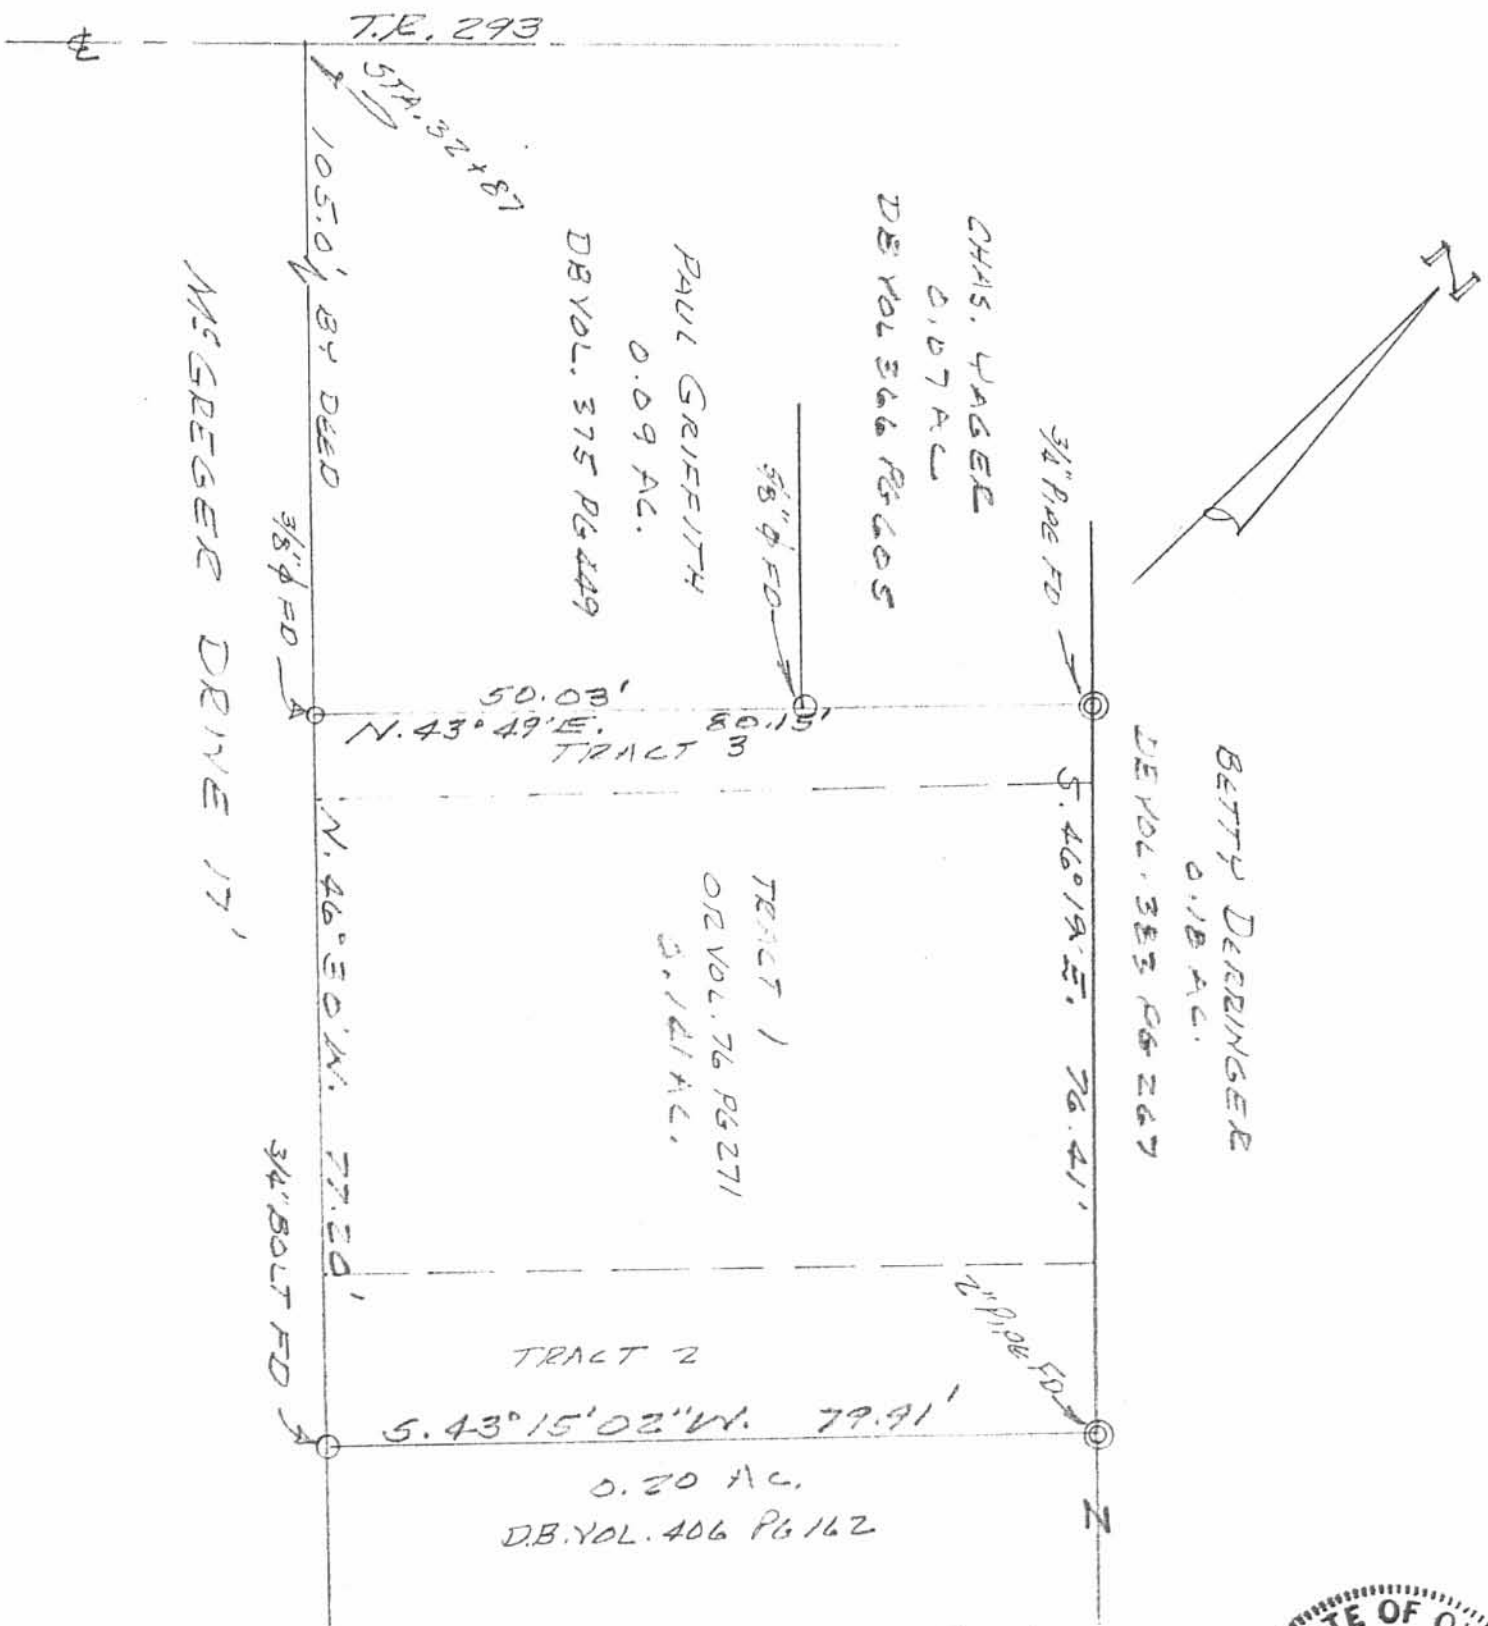 T.R. 293
STA. 32+87
105.0' BY DEED
MCGREGER DRIVE 17'
CHAS. YAGER
0.07 AC
DB VOL 366 PG 605
PAUL GRIFFITH
0.09 AC.
DB VOL. 375 PG 449
N
3/4" PIPE FD
5/8" ϕ FD
3/8" ϕ FD
50.03'
N. 43° 49' E. 80.15'
TRACT 3
BETTY DERRINGER
0.18 AC.
DB VOL. 383 PG 267
S. 46° 19' E. 76.41'
N. 46° 30' W. 77.20'
TRACT 1
OR VOL. 76 PG 271
AC.
3/4" BOLT FD
2" PIPE FD
TRACT 2
S. 43° 15' 02" W. 79.91'
0.20 AC.
D.B. VOL. 406 PG 162
Z
OF